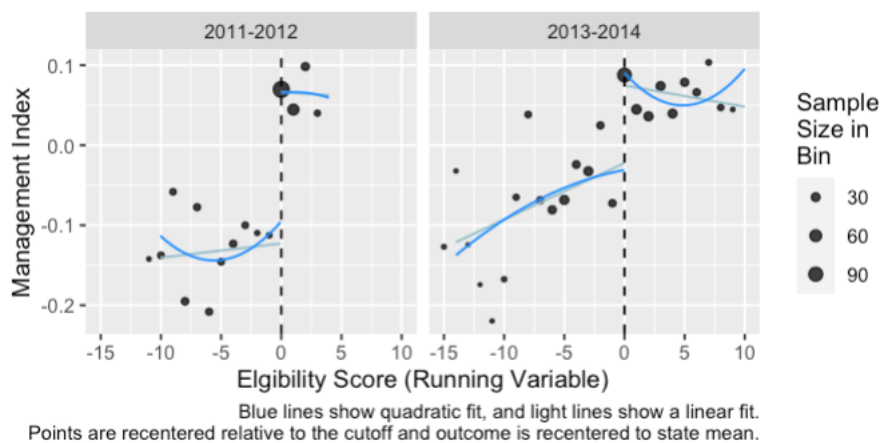 2011-2012
2013-2014
0.1
0.0
-0.1
-0.2
Management Index
-15 -10 -5 0 5 10
-15 -10 -5 0 5 10
Elgibility Score (Running Variable)
Sample
Size in
Bin
30
60
90
Blue lines show quadratic fit, and light lines show a linear fit.
Points are recentered relative to the cutoff and outcome is recentered to state mean.